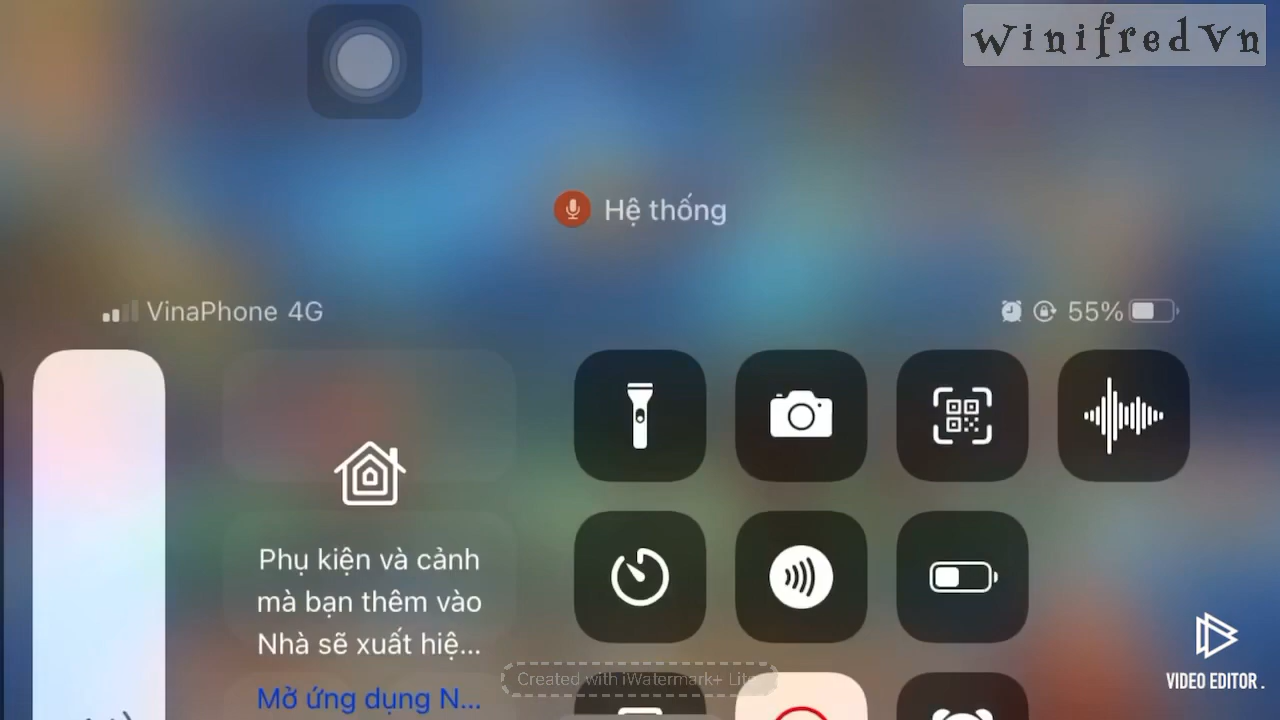 WinifredVn
Hệ thống
VinaPhone 4G
55%
Phụ kiện và cảnh
mà bạn thêm vào
Nhà sẽ xuất hiệ...
Mở ứng dụng N...
Created with iWatermark+ Lite
VIDEO EDITOR.